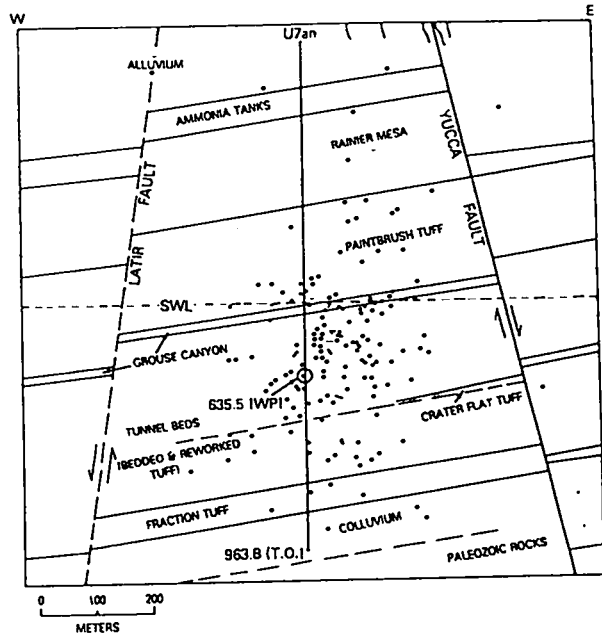 W
E
U7an
ALLUVIUM
AMMONIA TANKS
RAINIER MESA
YUCCA
FAULT
LATIR
FAULT
PAINTBRUSH TUFF
SWL
GROUSE CANYON
635.5 (WP)
CRATER FLAT TUFF
TUNNEL BEDS
(BEDDED & REWORKED
TUFF)
FRACTION TUFF
COLLUVIUM
963.8 (T.O.)
PALEOZOIC ROCKS
0 100 200
METERS